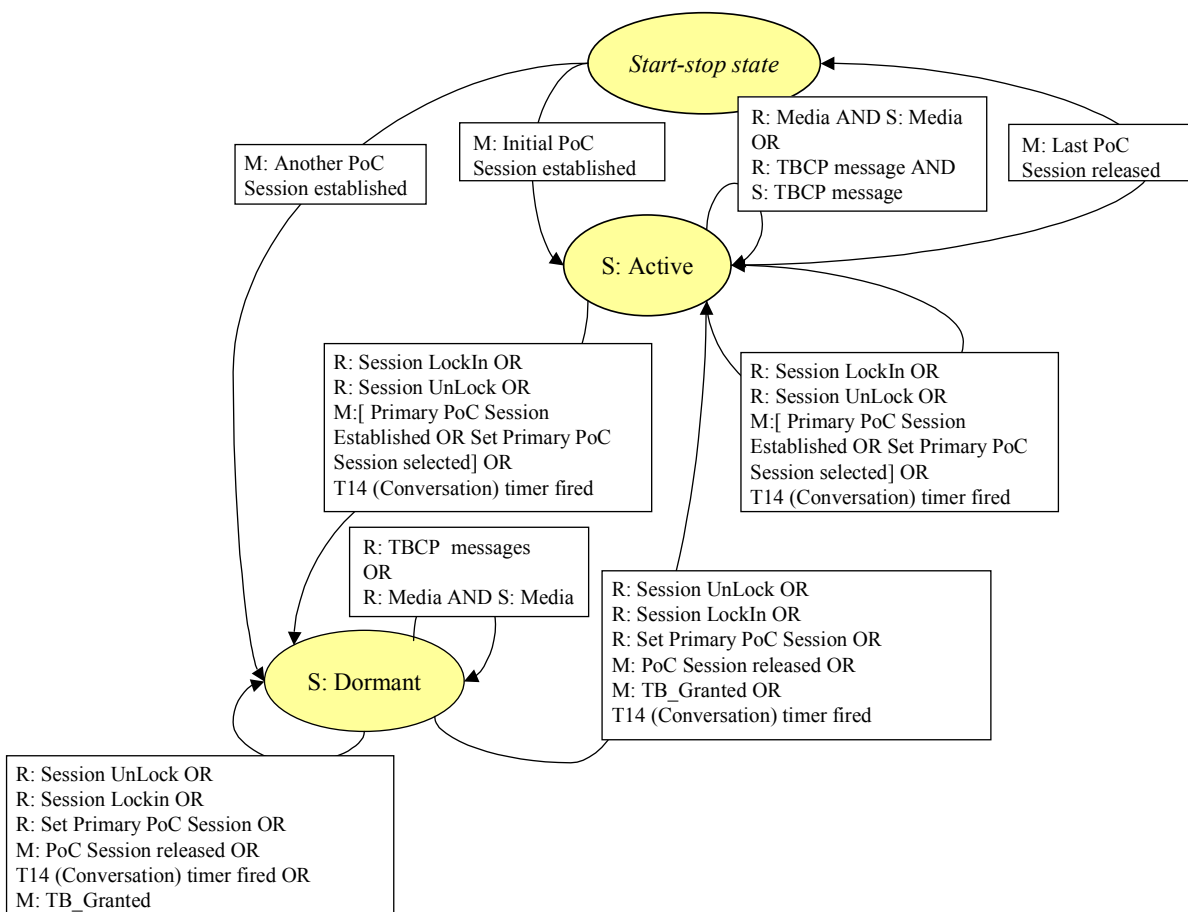 Start-stop state
R: Media AND S: Media
OR
R: TBCP message AND
S: TBCP message
M: Initial PoC
Session established
M: Last PoC
Session released
M: Another PoC
Session established
S: Active
R: Session LockIn OR
R: Session UnLock OR
M:[ Primary PoC Session
Established OR Set Primary PoC
Session selected] OR
T14 (Conversation) timer fired
R: Session LockIn OR
R: Session UnLock OR
M:[ Primary PoC Session
Established OR Set Primary PoC
Session selected] OR
T14 (Conversation) timer fired
R: TBCP messages
OR
R: Media AND S: Media
R: Session UnLock OR
R: Session LockIn OR
R: Set Primary PoC Session OR
M: PoC Session released OR
M: TB_Granted OR
T14 (Conversation) timer fired
S: Dormant
R: Session UnLock OR
R: Session Lockin OR
R: Set Primary PoC Session OR
M: PoC Session released OR
T14 (Conversation) timer fired OR
M: TB_Granted